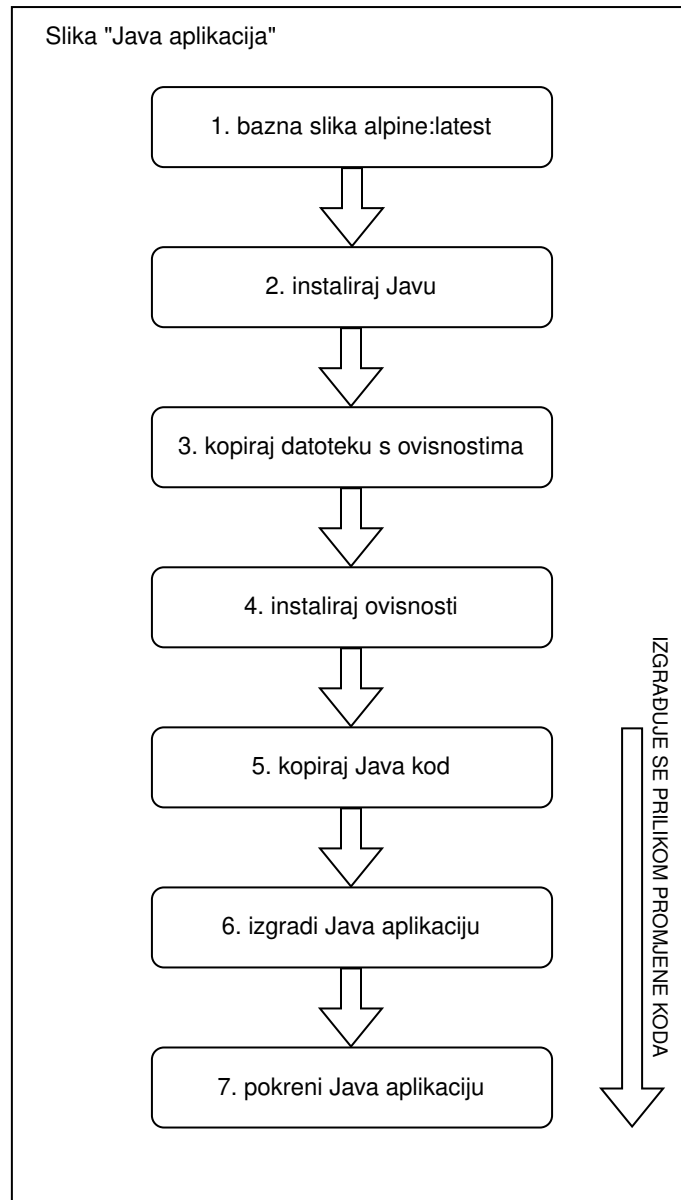 Slika "Java aplikacija"
1. bazna slika alpine:latest
2. instaliraj Javu
3. kopiraj datoteku s ovisnostima
4. instaliraj ovisnosti
5. kopiraj Java kod
6. izgradi Java aplikaciju
7. pokreni Java aplikaciju
IZGRAĐUJE SE PRILIKOM PROMJENE KODA